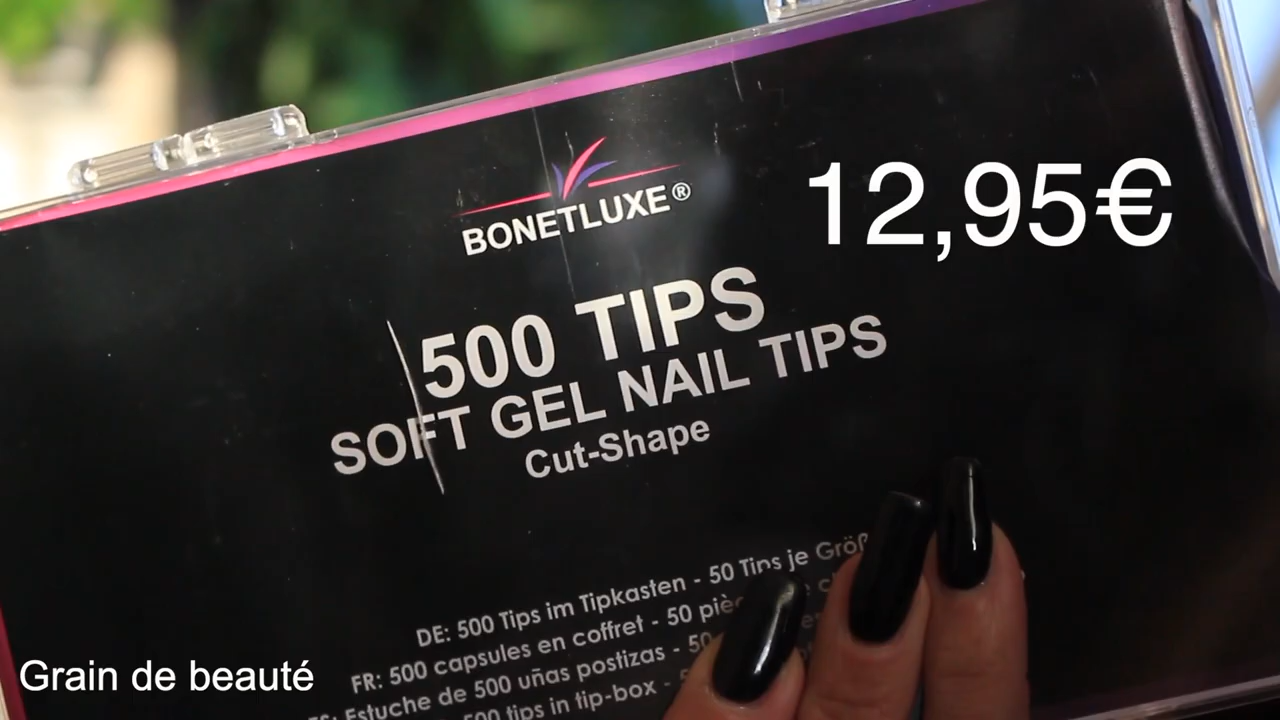 BONETLUXE®
12,95€
500 TIPS
SOFT GEL NAIL TIPS
Cut-Shape
DE: 500 Tips im Tipkasten - 50 Tips je
FR: 500 capsules en coffret - 50
Estuche de 500 uñas postizas -
500 tips in tip-box -
Grain de beauté